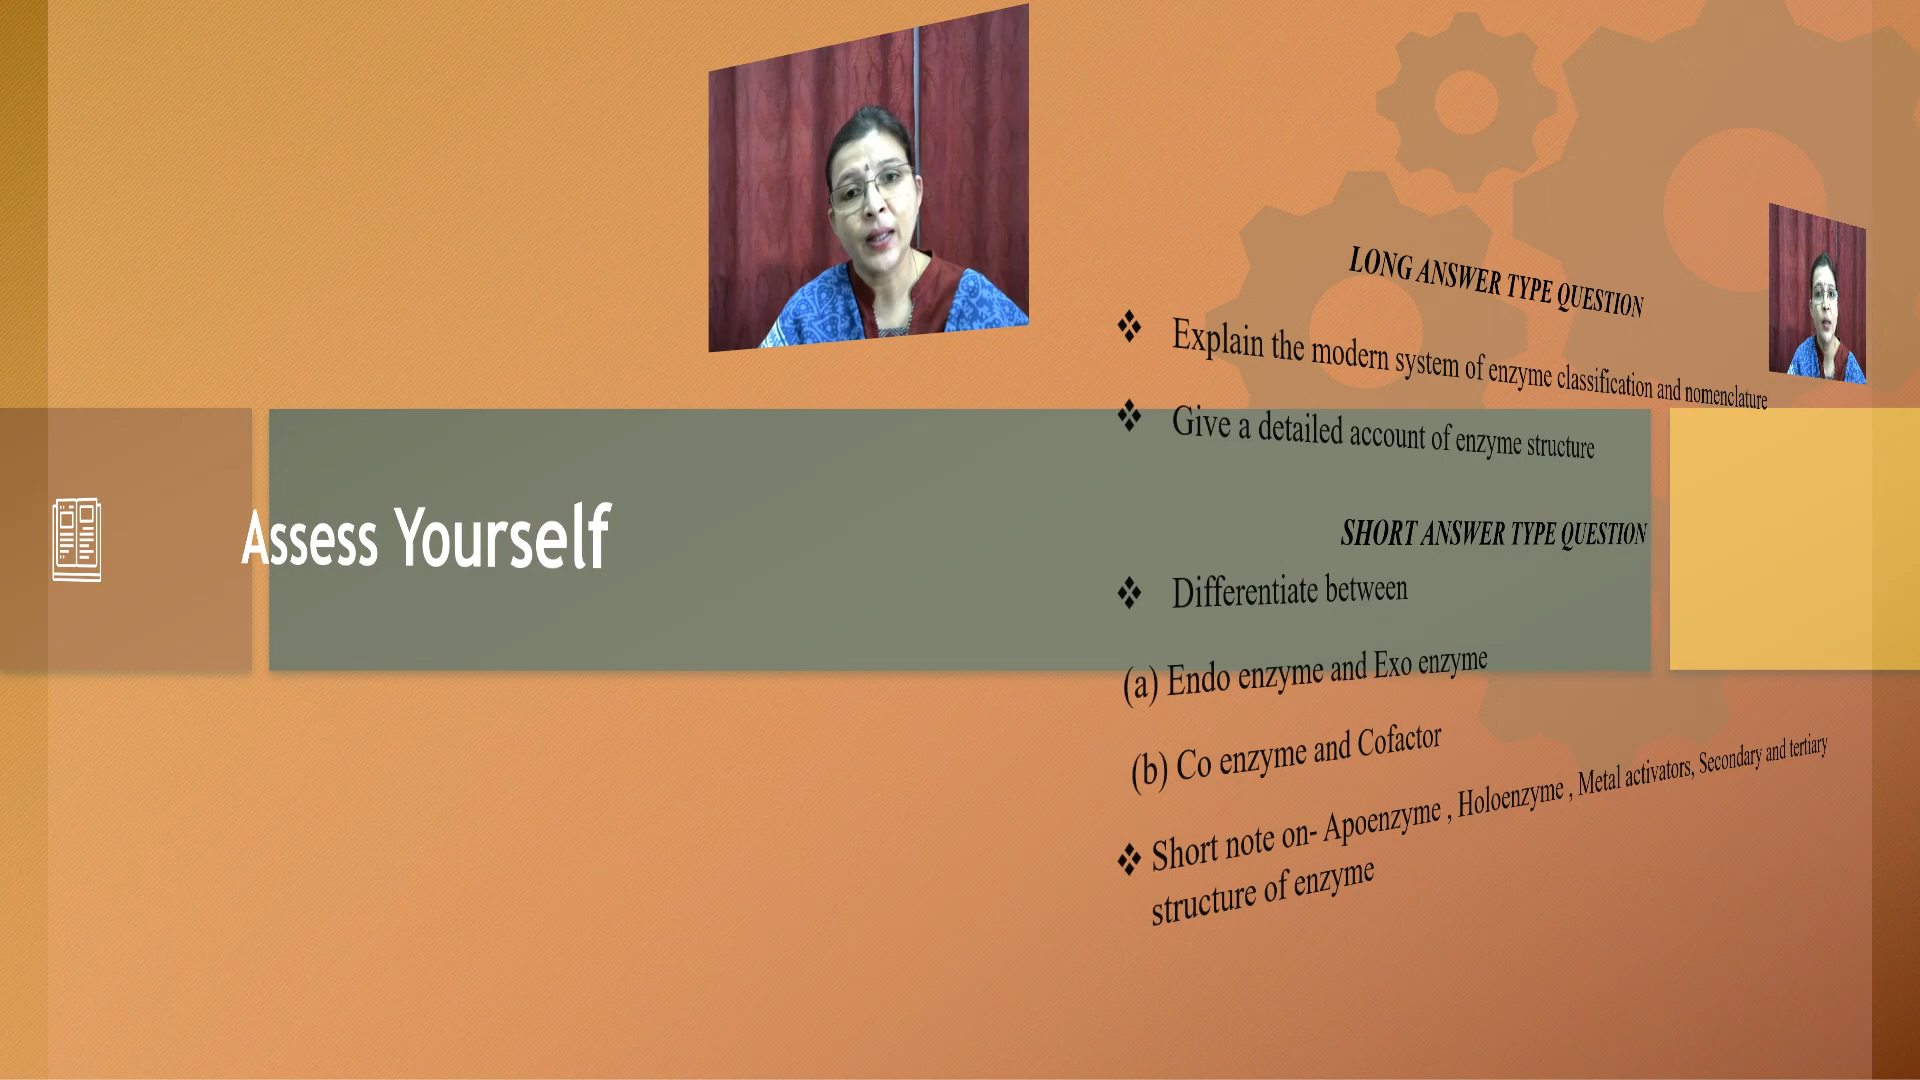 Assess Yourself
LONG ANSWER TYPE QUESTION
❖ Explain the modern system of enzyme classification and nomenclature
❖ Give a detailed account of enzyme structure
SHORT ANSWER TYPE QUESTION
❖ Differentiate between
(a) Endo enzyme and Exo enzyme
(b) Co enzyme and Cofactor
❖ Short note on- Apoenzyme , Holoenzyme , Metal activators, Secondary and tertiary
structure of enzyme